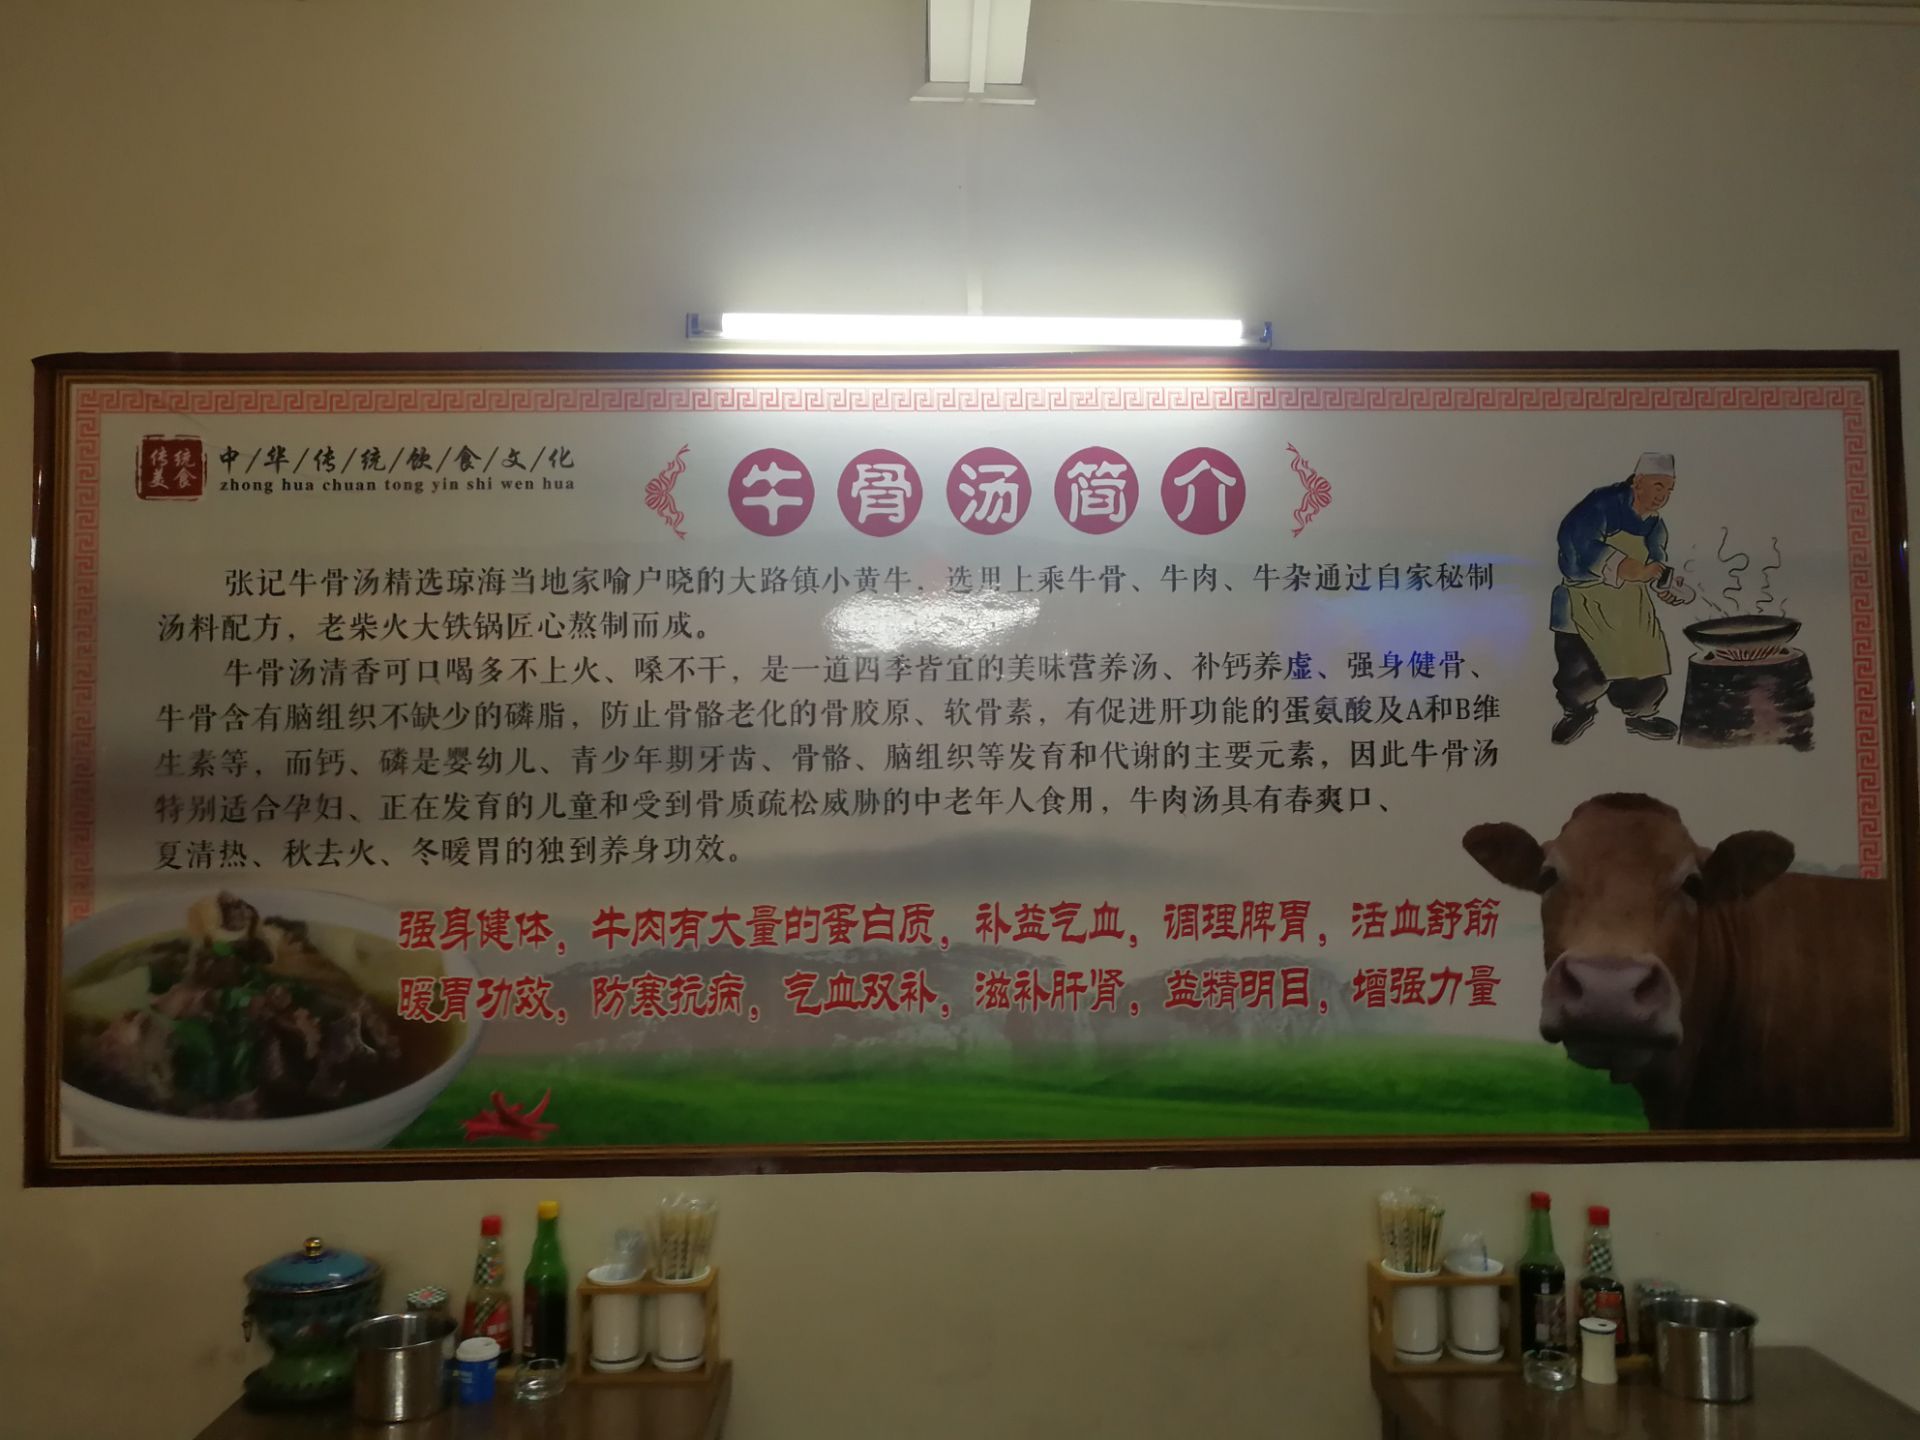 传统
美食
中/华/传/统/饮/食/文/化
zhong hua chuan tong yin shi wen hua
牛骨汤简介
张记牛骨汤精选琼海当地家喻户晓的大路镇小黄牛，选用上乘牛骨、牛肉、牛杂通过自家秘制
汤料配方，老柴火大铁锅匠心熬制而成。
牛骨汤清香可口喝多不上火、嗓不干，是一道四季皆宜的美味营养汤、补钙养虚、强身健骨、
牛骨含有脑组织不缺少的磷脂，防止骨骼老化的骨胶原、软骨素，有促进肝功能的蛋氨酸及A和B维
生素等，而钙、磷是婴幼儿、青少年期牙齿、骨骼、脑组织等发育和代谢的主要元素，因此牛骨汤
特别适合孕妇、正在发育的儿童和受到骨质疏松威胁的中老年人食用，牛肉汤具有春爽口、
夏清热、秋去火、冬暖胃的独到养身功效。
强身健体，牛肉有大量的蛋白质，补益气血，调理脾胃，活血舒筋
暖胃功效，防寒抗病，气血双补，滋补肝肾，益精明目，增强力量